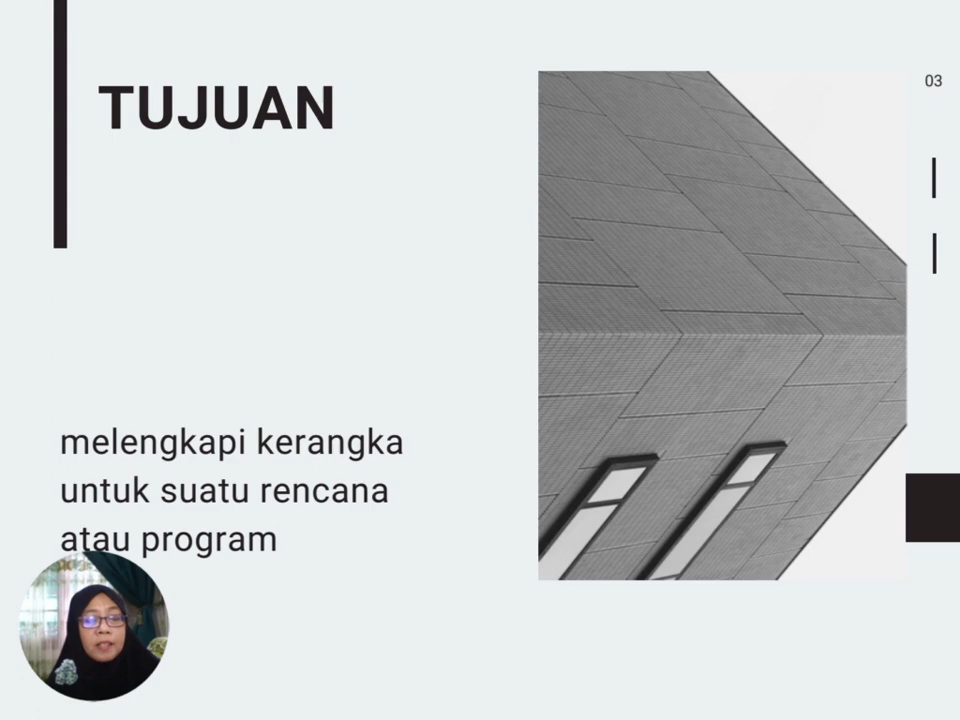 TUJUAN
03
melengkapi kerangka
untuk suatu rencana
atau program